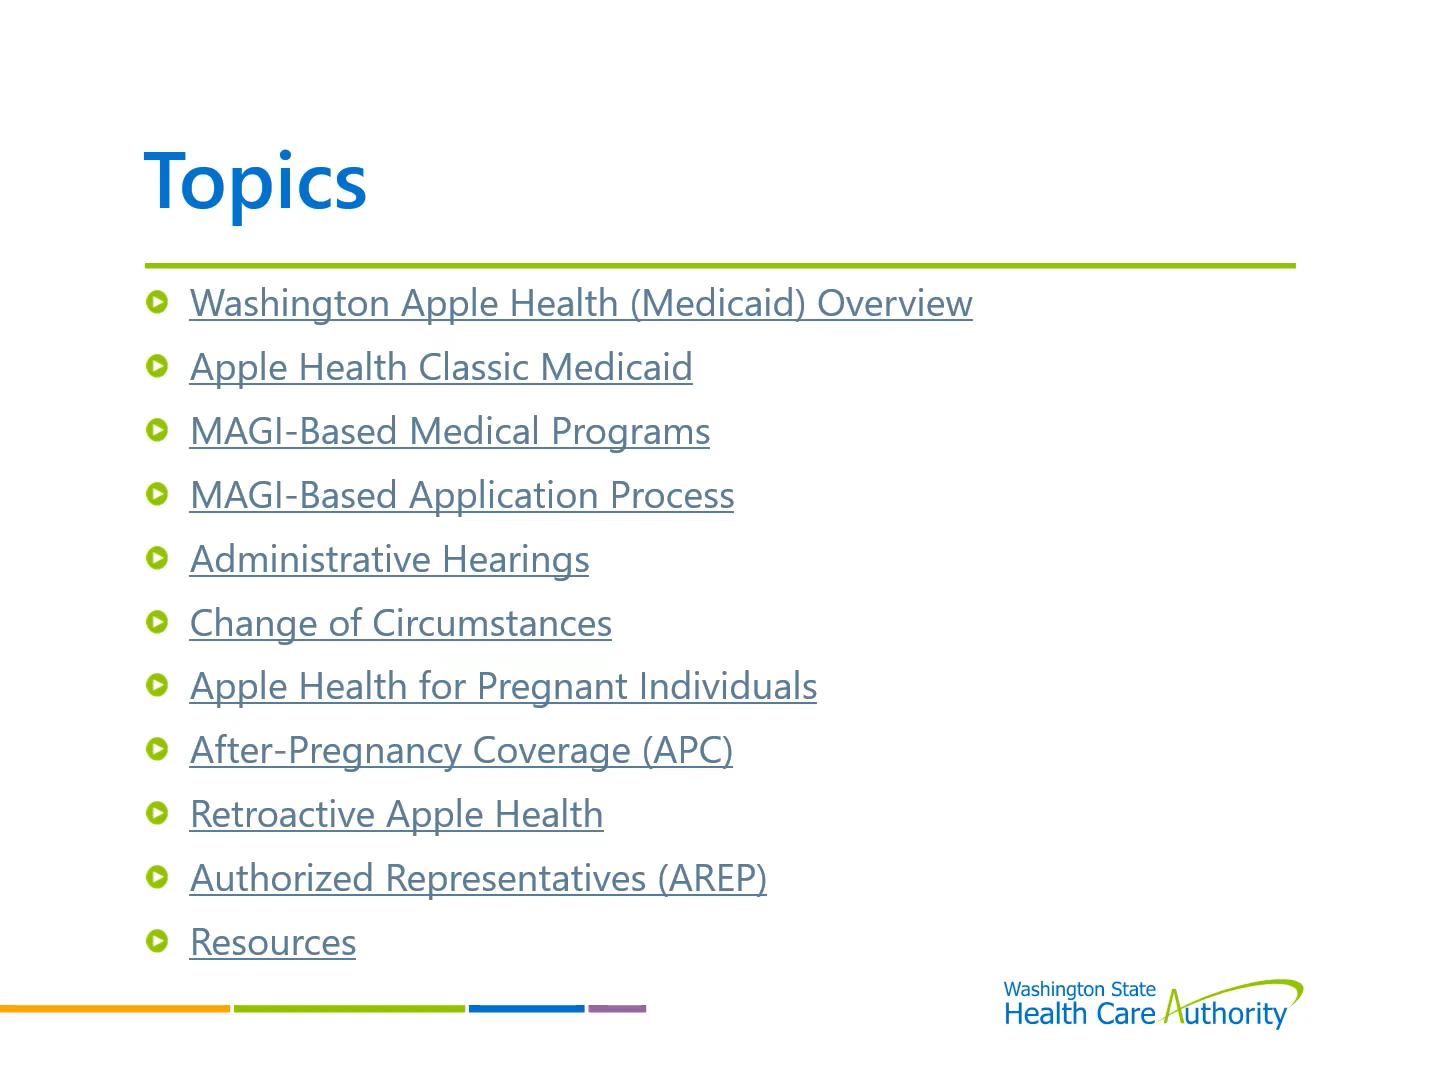 Topics
Washington Apple Health (Medicaid) Overview
Apple Health Classic Medicaid
MAGI-Based Medical Programs
MAGI-Based Application Process
Administrative Hearings
Change of Circumstances
Apple Health for Pregnant Individuals
After-Pregnancy Coverage (APC)
Retroactive Apple Health
Authorized Representatives (AREP)
Resources
Washington State
Health Care Authority